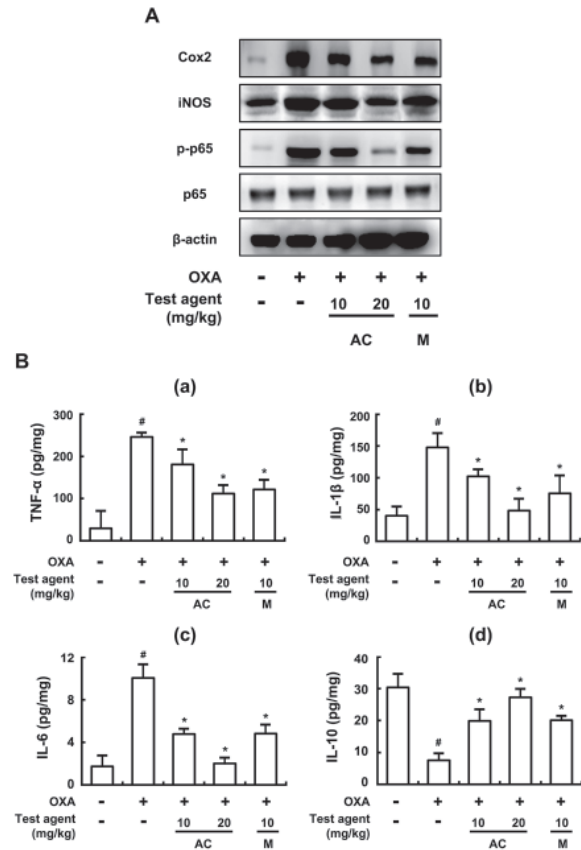 A
Cox2
iNOS
p-p65
p65
β-actin
OXA - + + + +
Test agent - - 10 20 10
(mg/kg)
AC M
B
(a)
TNF-α (pg/mg)
300
200
100
0
#
*
*
*
OXA - + + + +
Test agent - - 10 20 10
(mg/kg)
AC M
(b)
IL-1β (pg/mg)
200
150
100
50
0
#
*
*
*
OXA - + + + +
Test agent - - 10 20 10
(mg/kg)
AC M
(c)
IL-6 (pg/mg)
12
8
4
0
#
*
*
*
OXA - + + + +
Test agent - - 10 20 10
(mg/kg)
AC M
(d)
IL-10 (pg/mg)
40
30
20
10
0
#
*
*
*
OXA - + + + +
Test agent - - 10 20 10
(mg/kg)
AC M